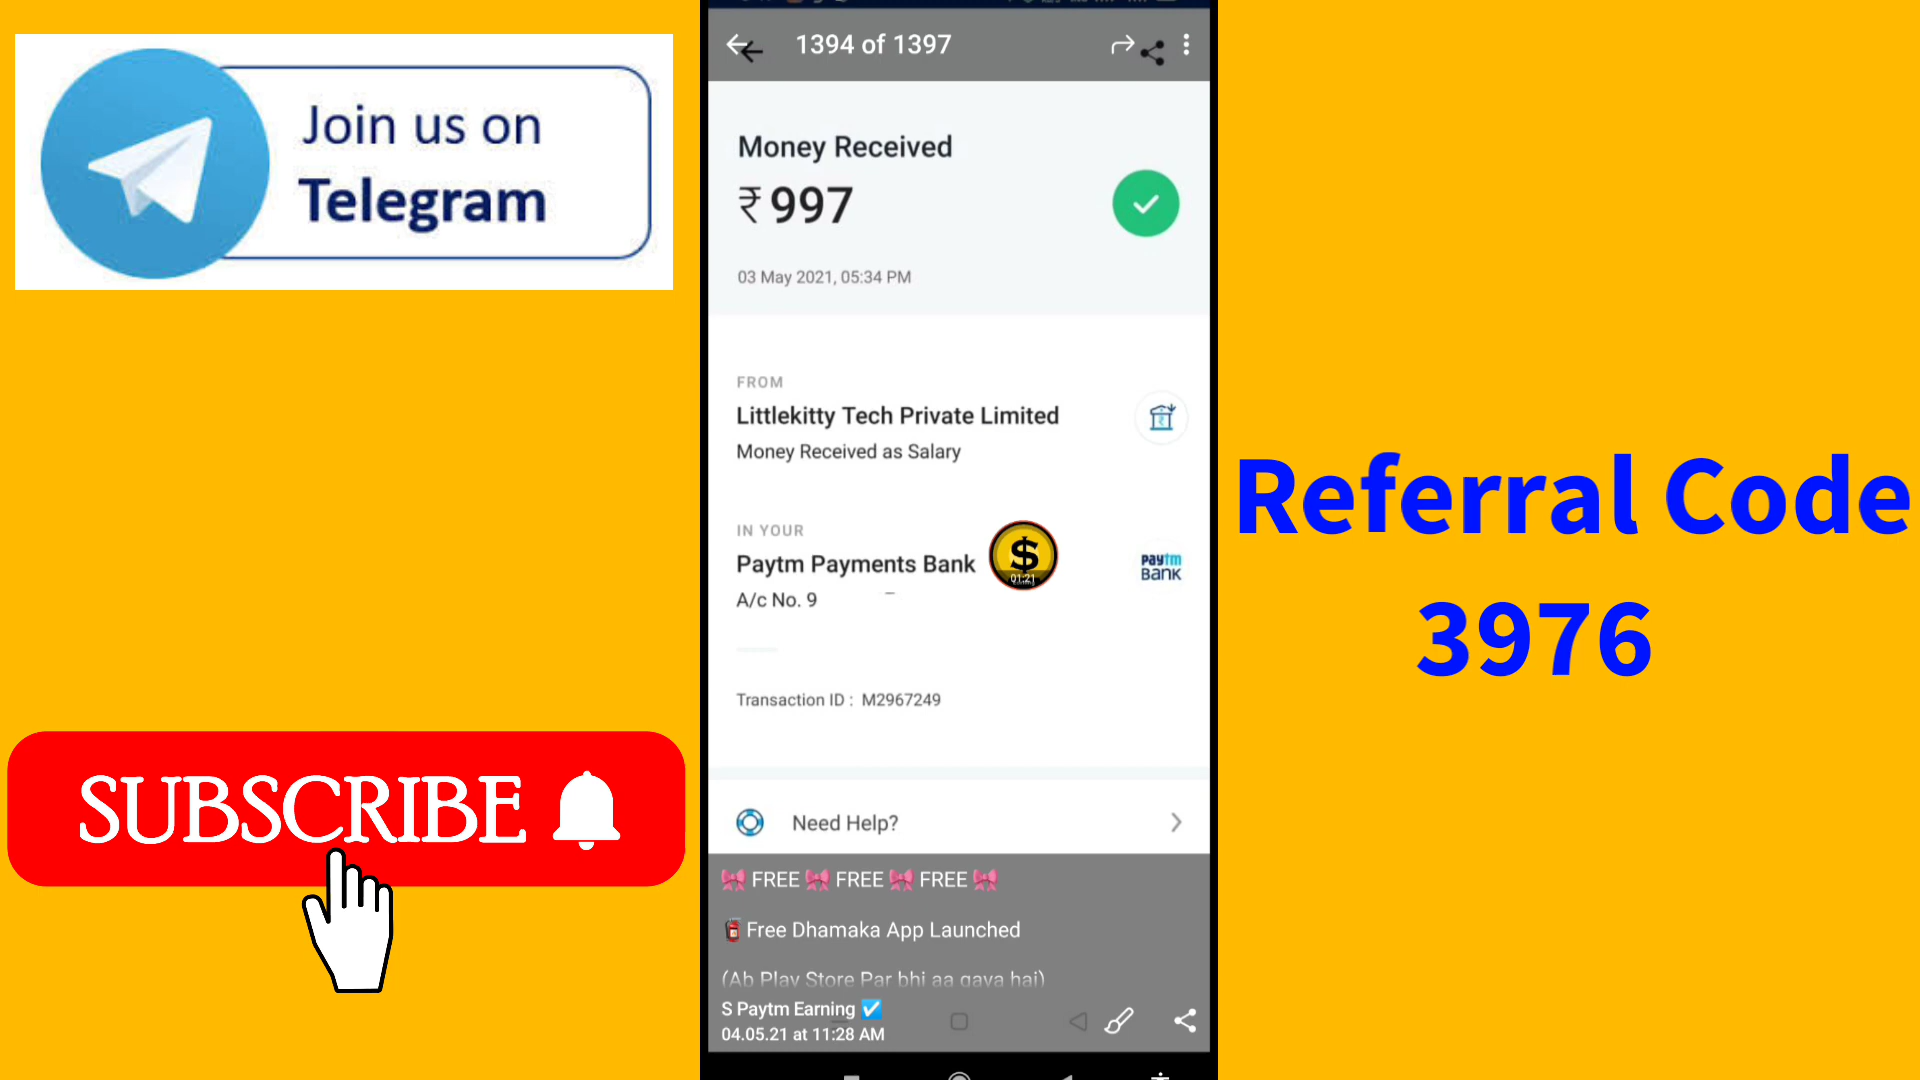 Join us on
Telegram
SUBSCRIBE
1394 of 1397
Money Received
₹997
03 May 2021, 05:34 PM
FROM
Littlekitty Tech Private Limited
Money Received as Salary
IN YOUR
Paytm Payments Bank
$
01:21
paytm
BANK
A/c No. 9
Transaction ID : M2967249
Need Help?
🎀 FREE 🎀 FREE 🎀 FREE 🎀
🧯Free Dhamaka App Launched
(Ab Play Store Par bhi aa gaya hai)
S Paytm Earning ☑️
04.05.21 at 11:28 AM
Referral Code
3976